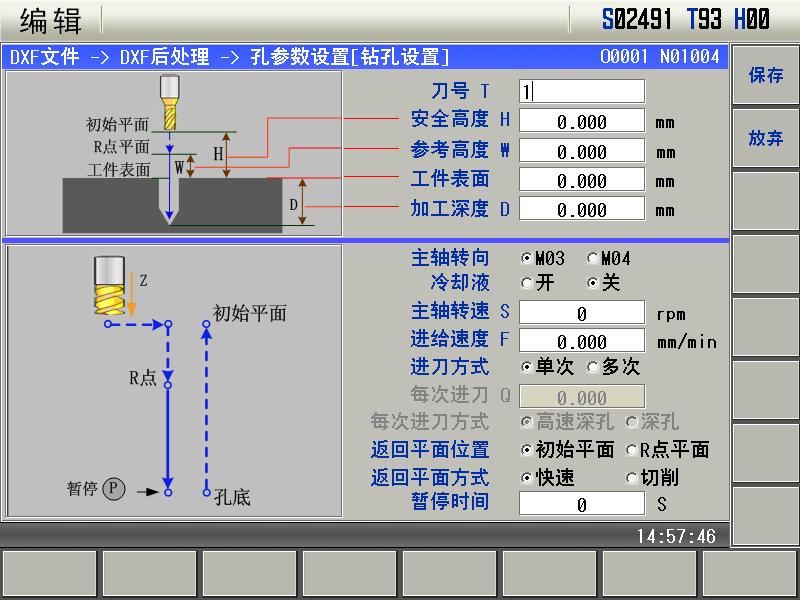 编辑 S02491 T93 H00
DXF文件 -> DXF后处理 -> 孔参数设置[钻孔设置] O0001 N01004
保存
放弃
初始平面
R点平面
工件表面
H
W
D
刀号 T 1
安全高度 H 0.000 mm
参考高度 W 0.000 mm
工件表面 0.000 mm
加工深度 D 0.000 mm
Z
初始平面
R点
暂停 P
孔底
主轴转向 M03 M04
冷却液 开 关
主轴转速 S 0 rpm
进给速度 F 0.000 mm/min
进刀方式 单次 多次
每次进刀 Q 0.000
每次进刀方式 高速深孔 深孔
返回平面位置 初始平面 R点平面
返回平面方式 快速 切削
暂停时间 0 S
14:57:46